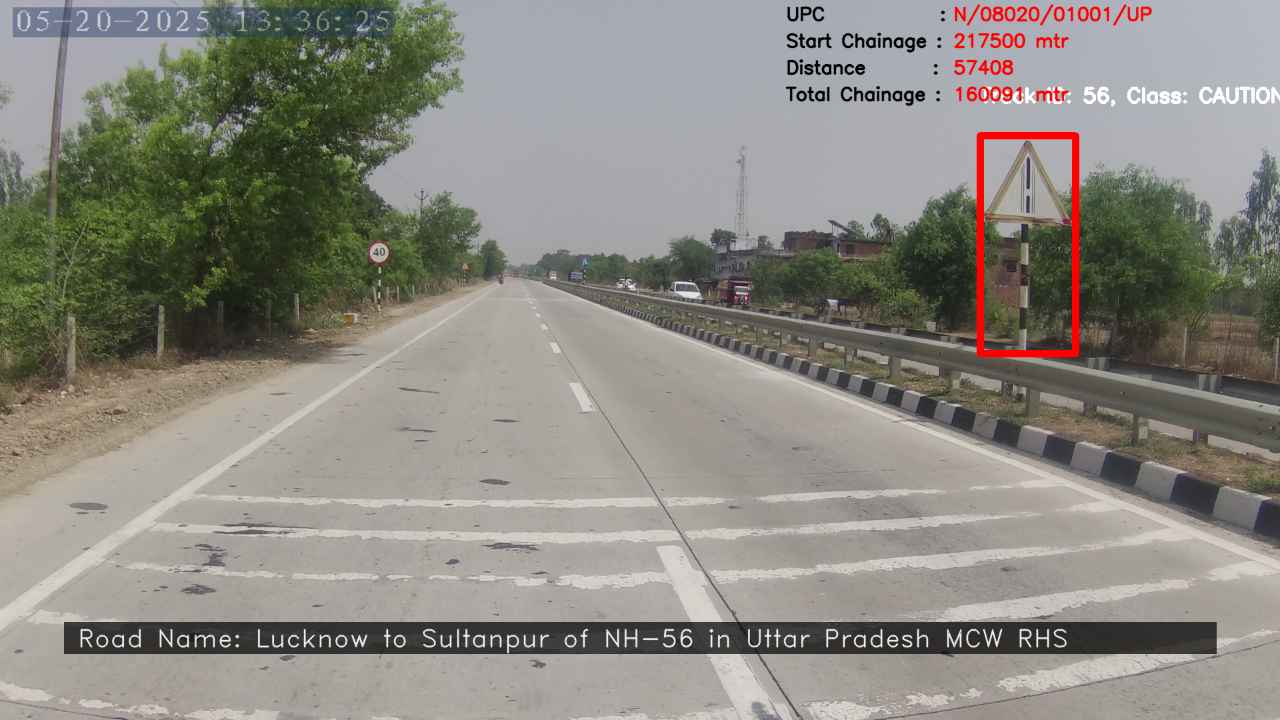 05-20-2025 13:36:25
UPC : N/08020/01001/UP
Start Chainage : 217500 mtr
Distance : 57408
Total Chainage : 160091 mtr
56, Class: CAUTION
40
Road Name: Lucknow to Sultanpur of NH-56 in Uttar Pradesh MCW RHS